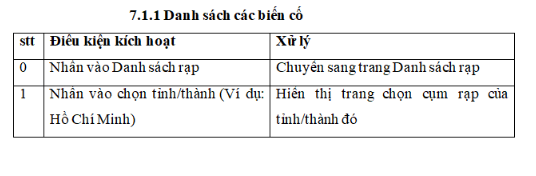 7.1.1 Danh sách các biến cố
stt Điều kiện kích hoạt Xử lý
0 Nhấn vào Danh sách rạp Chuyển sang trang Danh sách rạp
1 Nhấn vào chọn tỉnh/thành (Ví dụ: Hiển thị trang chọn cụm rạp của
Hồ Chí Minh) tỉnh/thành đó